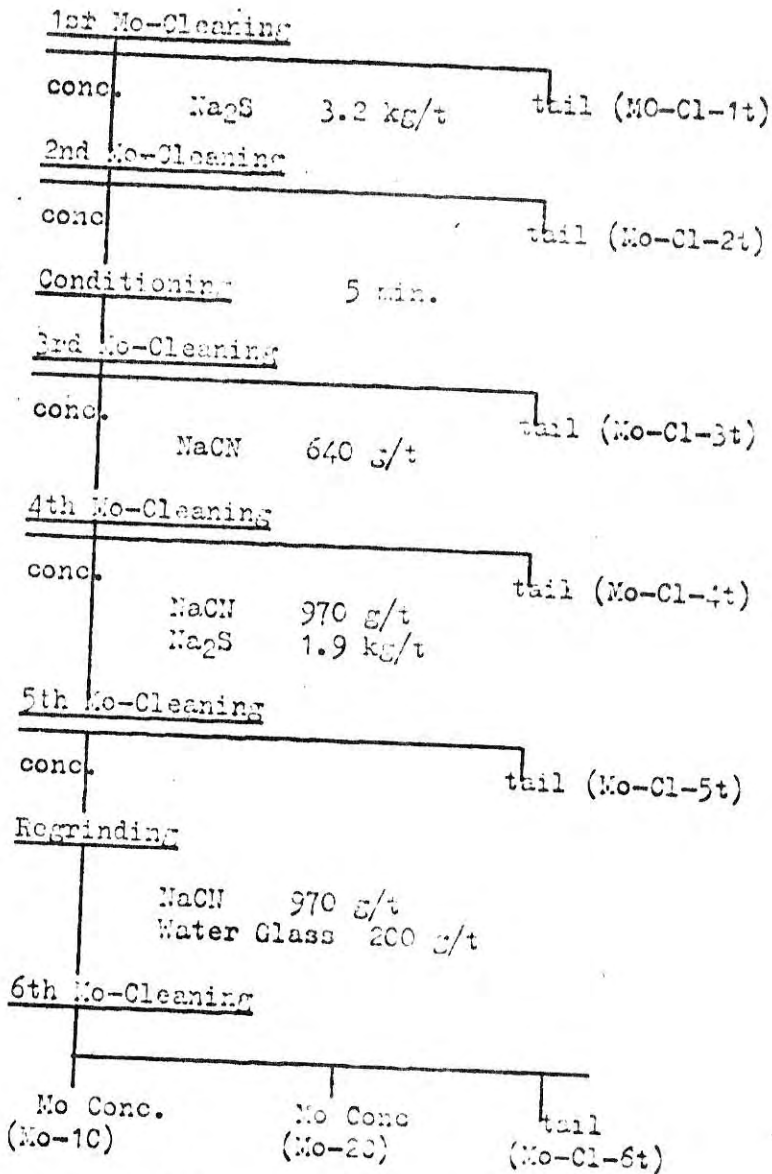 1st Mo-Cleaning
conc.
Na2S 3.2 kg/t
tail (MO-Cl-1t)
2nd Mo-Cleaning
conc
tail (Mo-Cl-2t)
Conditioning 5 min.
3rd Mo-Cleaning
conc.
tail (Mo-Cl-3t)
NaCN 640 g/t
4th Mo-Cleaning
conc.
tail (Mo-Cl-4t)
NaCN 970 g/t
Na2S 1.9 kg/t
5th Mo-Cleaning
conc.
tail (Mo-Cl-5t)
Regrinding
NaCN 970 g/t
Water Glass 200 g/t
6th Mo-Cleaning
Mo Conc. Mo Conc tail
(Mo-1C) (Mo-2C) (Mo-Cl-6t)